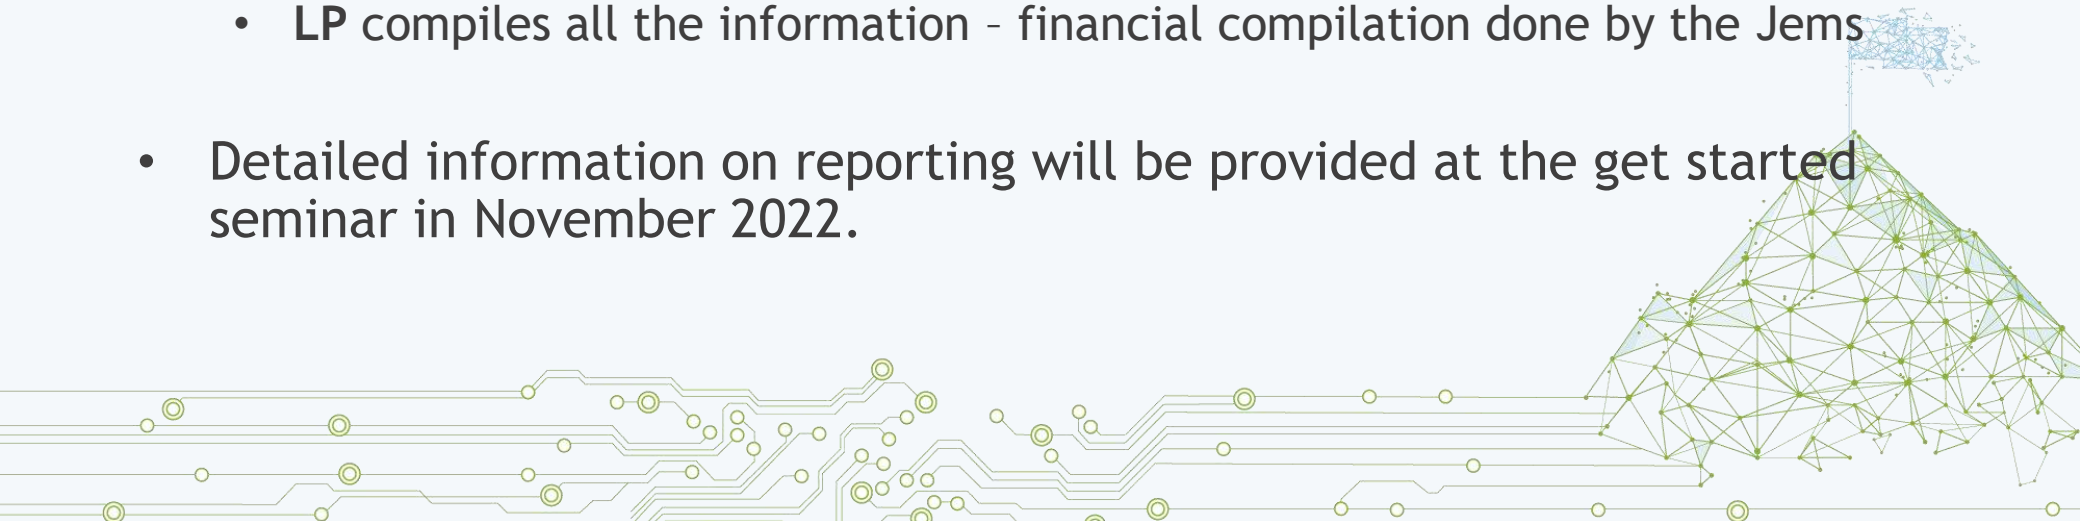 • LP compiles all the information – financial compilation done by the Jems
• Detailed information on reporting will be provided at the get started
seminar in November 2022.